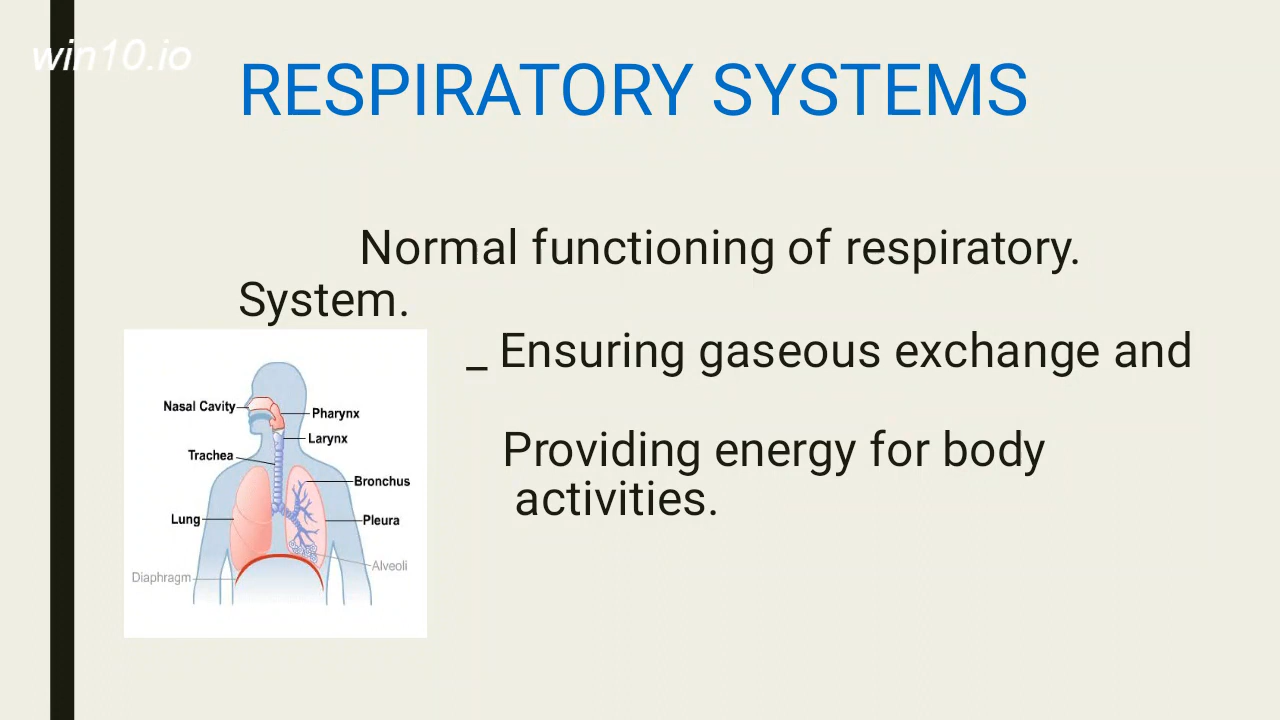 win10.io
RESPIRATORY SYSTEMS
Normal functioning of respiratory.
System.
_ Ensuring gaseous exchange and
Providing energy for body
activities.
Nasal Cavity
Pharynx
Larynx
Trachea
Bronchus
Lung
Pleura
Alveoli
Diaphragm